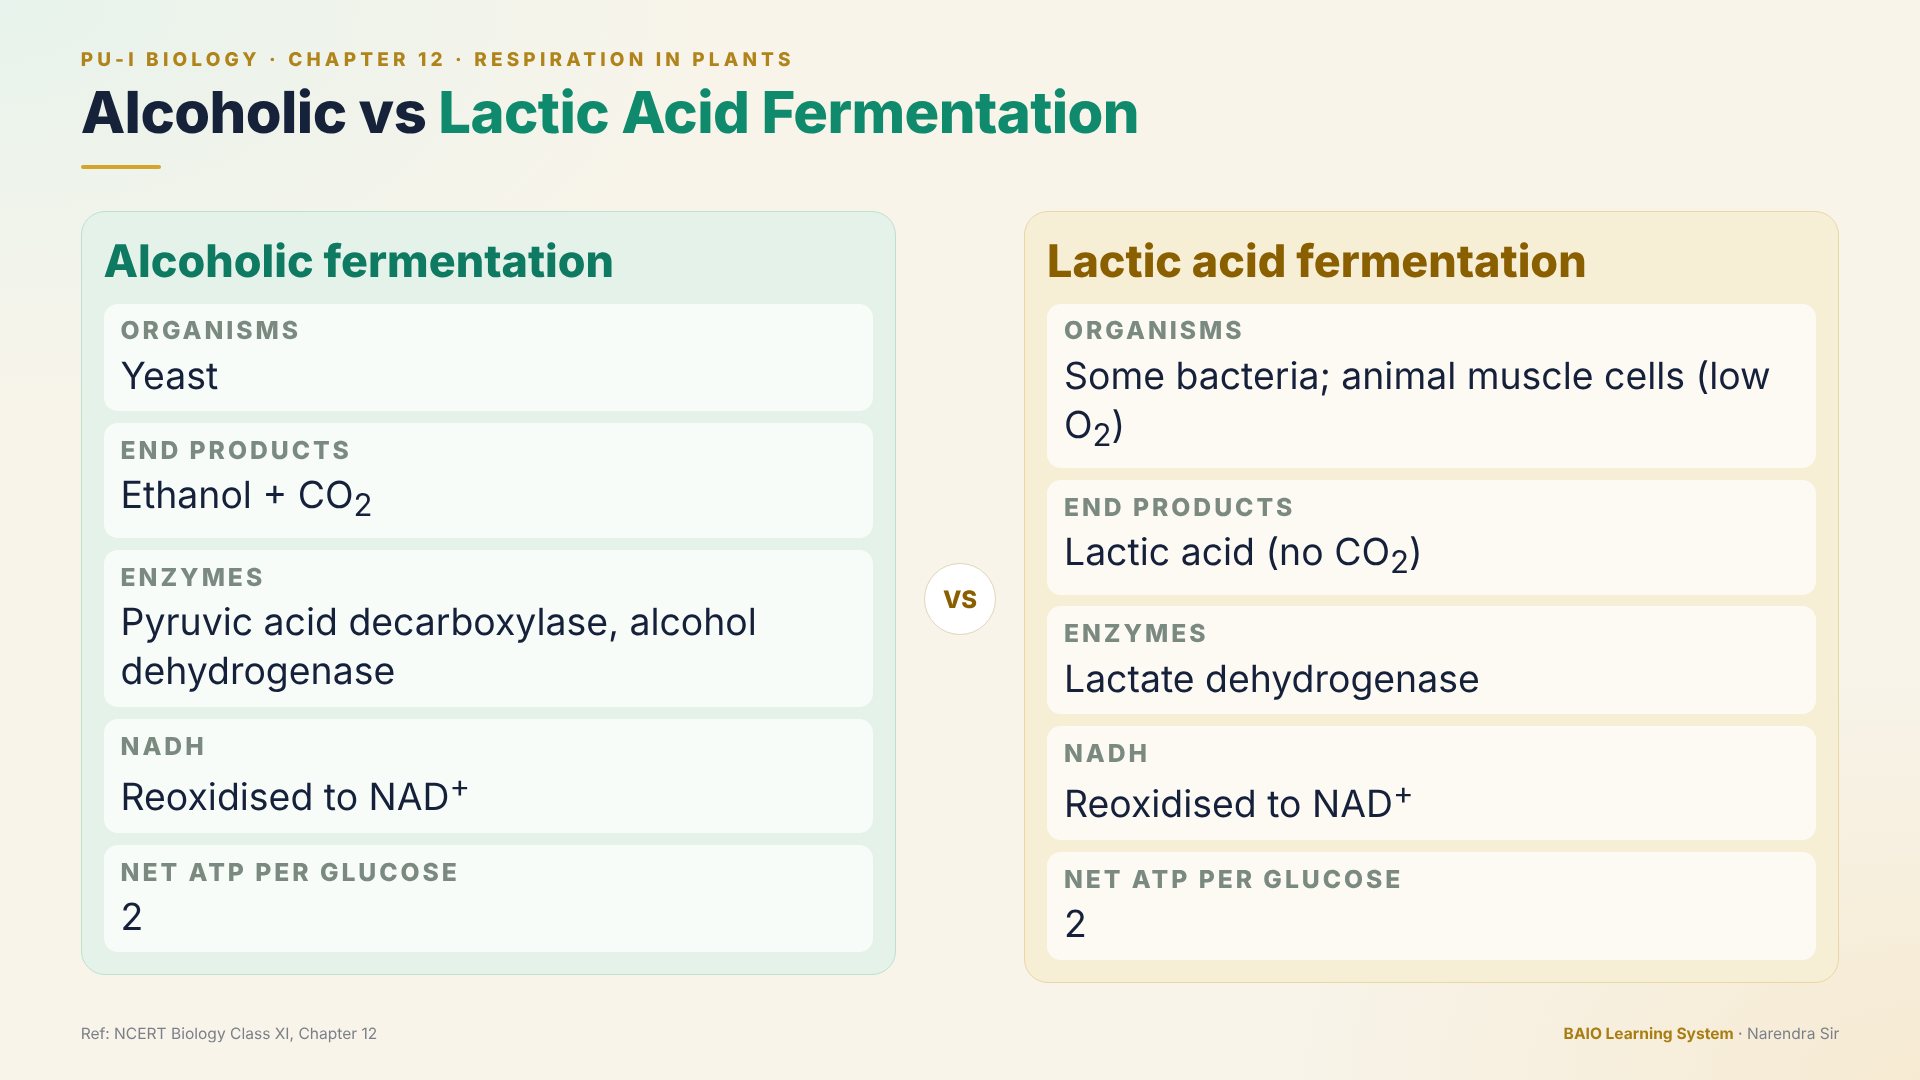 PU-I BIOLOGY · CHAPTER 12 · RESPIRATION IN PLANTS
Alcoholic vs Lactic Acid Fermentation
Alcoholic fermentation
ORGANISMS
Yeast
END PRODUCTS
Ethanol + CO₂
ENZYMES
Pyruvic acid decarboxylase, alcohol
dehydrogenase
NADH
Reoxidised to NAD⁺
NET ATP PER GLUCOSE
2
VS
Lactic acid fermentation
ORGANISMS
Some bacteria; animal muscle cells (low
O₂)
END PRODUCTS
Lactic acid (no CO₂)
ENZYMES
Lactate dehydrogenase
NADH
Reoxidised to NAD⁺
NET ATP PER GLUCOSE
2
Ref: NCERT Biology Class XI, Chapter 12
BAIO Learning System · Narendra Sir